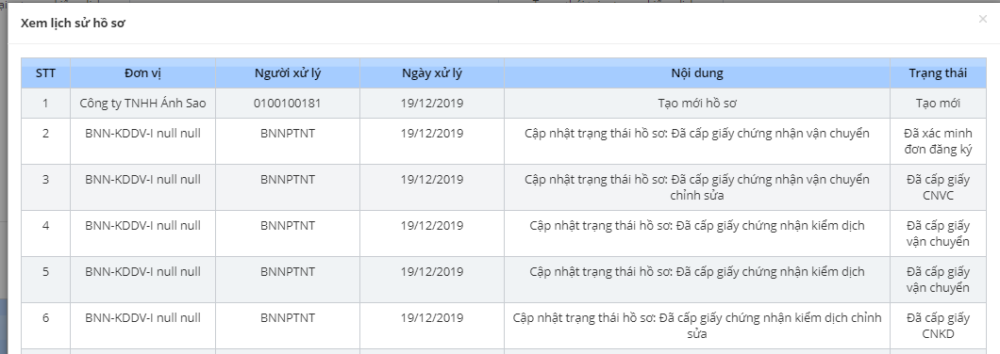 Xem lịch sử hồ sơ
×
STT Đơn vị Người xử lý Ngày xử lý Nội dung Trạng thái
1 Công ty TNHH Ánh Sao 0100100181 19/12/2019 Tạo mới hồ sơ Tạo mới
2 BNN-KDDV-I null null BNNPTNT 19/12/2019 Cập nhật trạng thái hồ sơ: Đã cấp giấy chứng nhận vận chuyển Đã xác minh
đơn đăng ký
3 BNN-KDDV-I null null BNNPTNT 19/12/2019 Cập nhật trạng thái hồ sơ: Đã cấp giấy chứng nhận vận chuyển Đã cấp giấy
chỉnh sửa CNVC
4 BNN-KDDV-I null null BNNPTNT 19/12/2019 Cập nhật trạng thái hồ sơ: Đã cấp giấy chứng nhận kiểm dịch Đã cấp giấy
vận chuyển
5 BNN-KDDV-I null null BNNPTNT 19/12/2019 Cập nhật trạng thái hồ sơ: Đã cấp giấy chứng nhận kiểm dịch Đã cấp giấy
vận chuyển
6 BNN-KDDV-I null null BNNPTNT 19/12/2019 Cập nhật trạng thái hồ sơ: Đã cấp giấy chứng nhận kiểm dịch chỉnh Đã cấp giấy
sửa CNKD